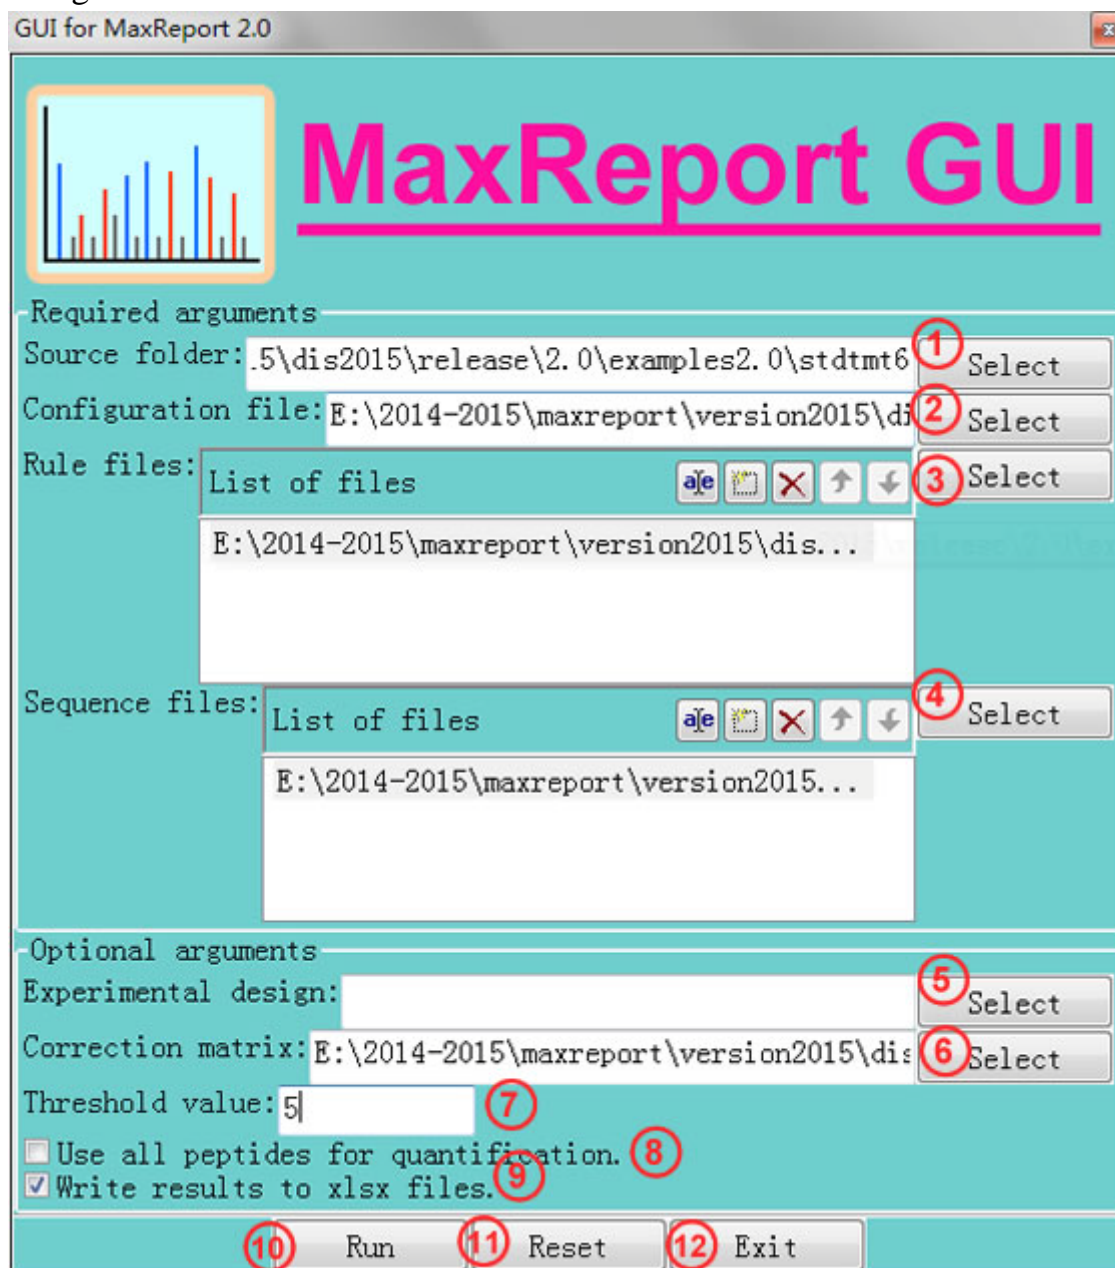 GUI for MaxReport 2.0
MaxReport GUI
Required arguments
Source folder: .5\dis2015\release\2.0\examples2.0\stdtmt6 1 Select
Configuration file: E:\2014-2015\maxreport\version2015\di 2 Select
Rule files: List of files a e 3 Select
E:\2014-2015\maxreport\version2015\dis...
Sequence files: List of files a e 4 Select
E:\2014-2015\maxreport\version2015...
Optional arguments
Experimental design: 5 Select
Correction matrix: E:\2014-2015\maxreport\version2015\dis 6 Select
Threshold value: 5 7
Use all peptides for quantification. 8
Write results to xlsx files. 9
10 Run 11 Reset 12 Exit